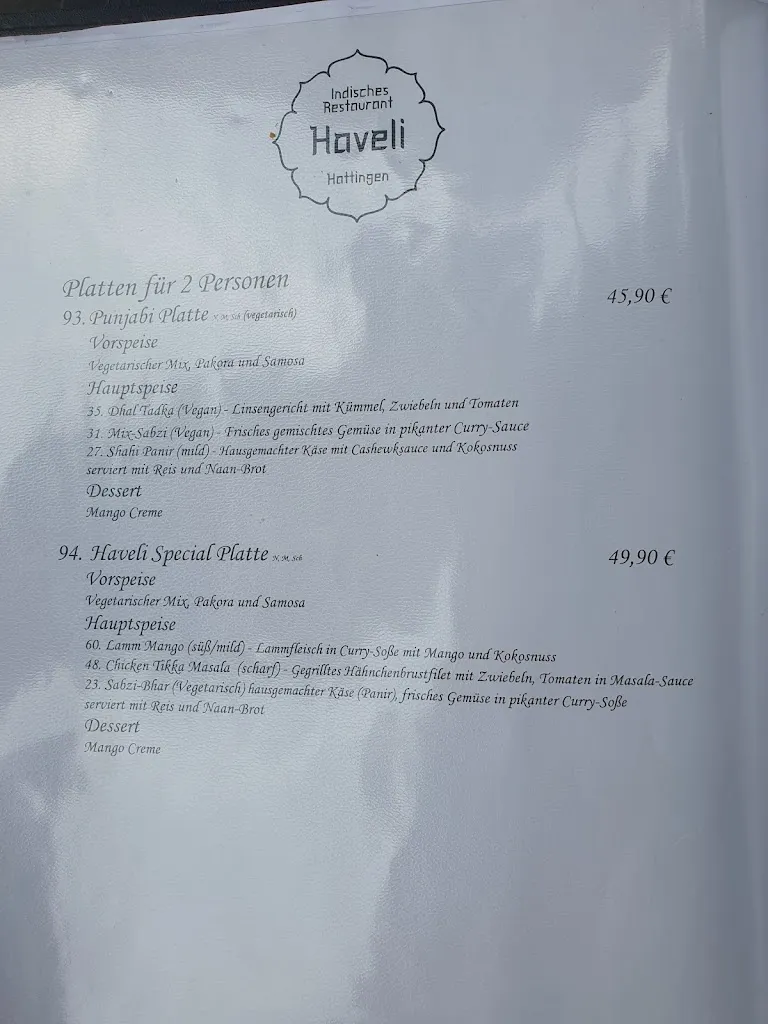 Indisches
Restaurant
Haveli
Hattingen
Platten für 2 Personen
45,90 €
93. Punjabi Platte N, M, Sch (vegetarisch)
Vorspeise
Vegetarischer Mix, Pakora und Samosa
Hauptspeise
35. Dhal Tadka (Vegan) - Linsengericht mit Kümmel, Zwiebeln und Tomaten
31. Mix-Sabzi (Vegan) - Frisches gemischtes Gemüse in pikanter Curry-Sauce
27. Shahi Panir (mild) - Hausgemachter Käse mit Cashewksauce und Kokosnuss
serviert mit Reis und Naan-Brot
Dessert
Mango Creme
94. Haveli Special Platte N, M, Sch
49,90 €
Vorspeise
Vegetarischer Mix, Pakora und Samosa
Hauptspeise
60. Lamm Mango (süß/mild) - Lammfleisch in Curry-Soße mit Mango und Kokosnuss
48. Chicken Tikka Masala (scharf) - Gegrilltes Hähnchenbrustfilet mit Zwiebeln, Tomaten in Masala-Sauce
23. Sabzi-Bhar (Vegetarisch) hausgemachter Käse (Panir), frisches Gemüse in pikanter Curry-Soße
serviert mit Reis und Naan-Brot
Dessert
Mango Creme